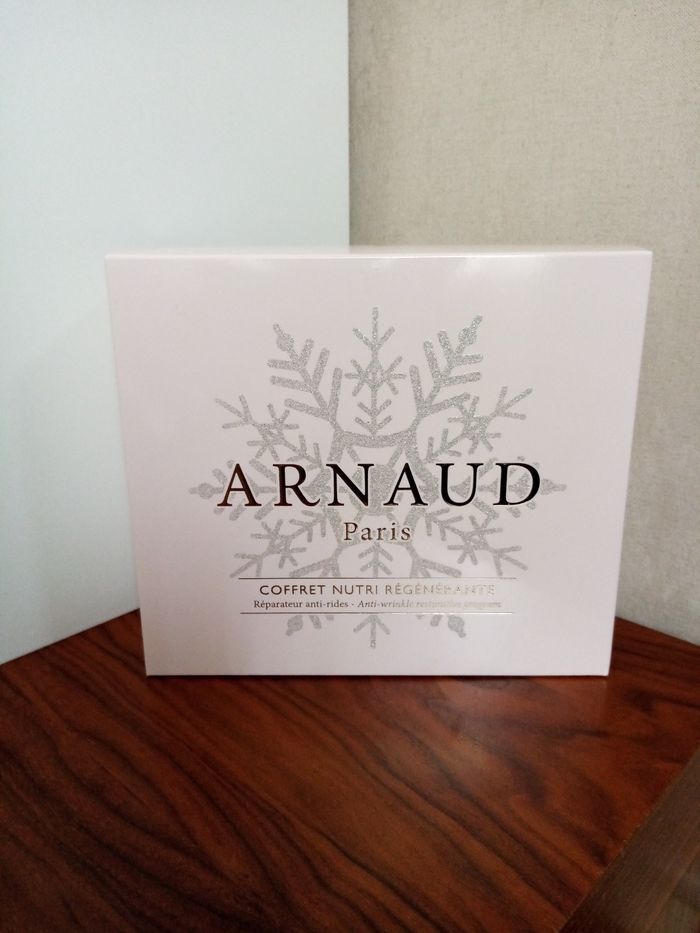 ARNAUD
Paris
COFFRET NUTRI RÉGÉNÉRANTE
Réparateur anti-rides - Anti-wrinkle restorative program